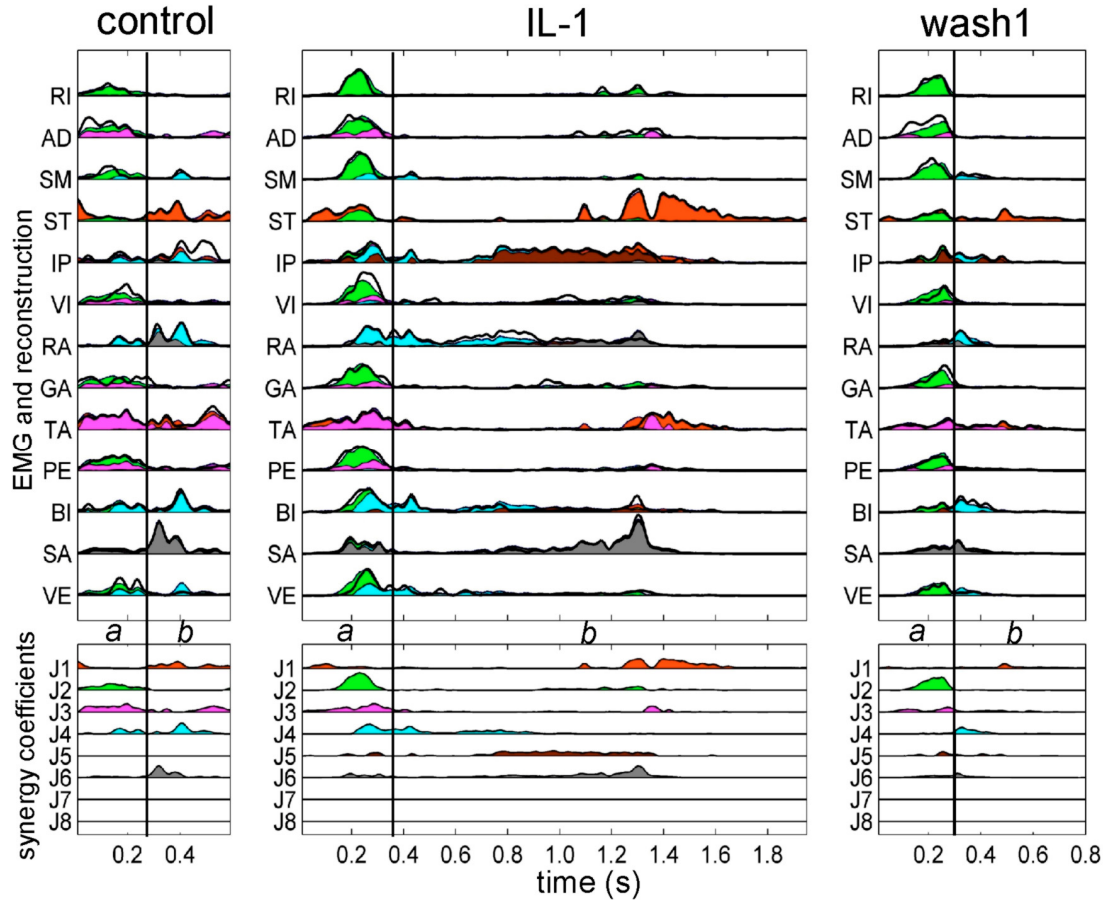 control IL-1 wash1
EMG and reconstruction
RI RI RI
AD AD AD
SM SM SM
ST ST ST
IP IP IP
VI VI VI
RA RA RA
GA GA GA
TA TA TA
PE PE PE
BI BI BI
SA SA SA
VE VE VE
a b a b a b
synergy coefficients
J1 J1 J1
J2 J2 J2
J3 J3 J3
J4 J4 J4
J5 J5 J5
J6 J6 J6
J7 J7 J7
J8 J8 J8
0.2 0.4 0.2 0.4 0.6 0.8 1.0 1.2 1.4 1.6 1.8 0.2 0.4 0.6 0.8
time (s)